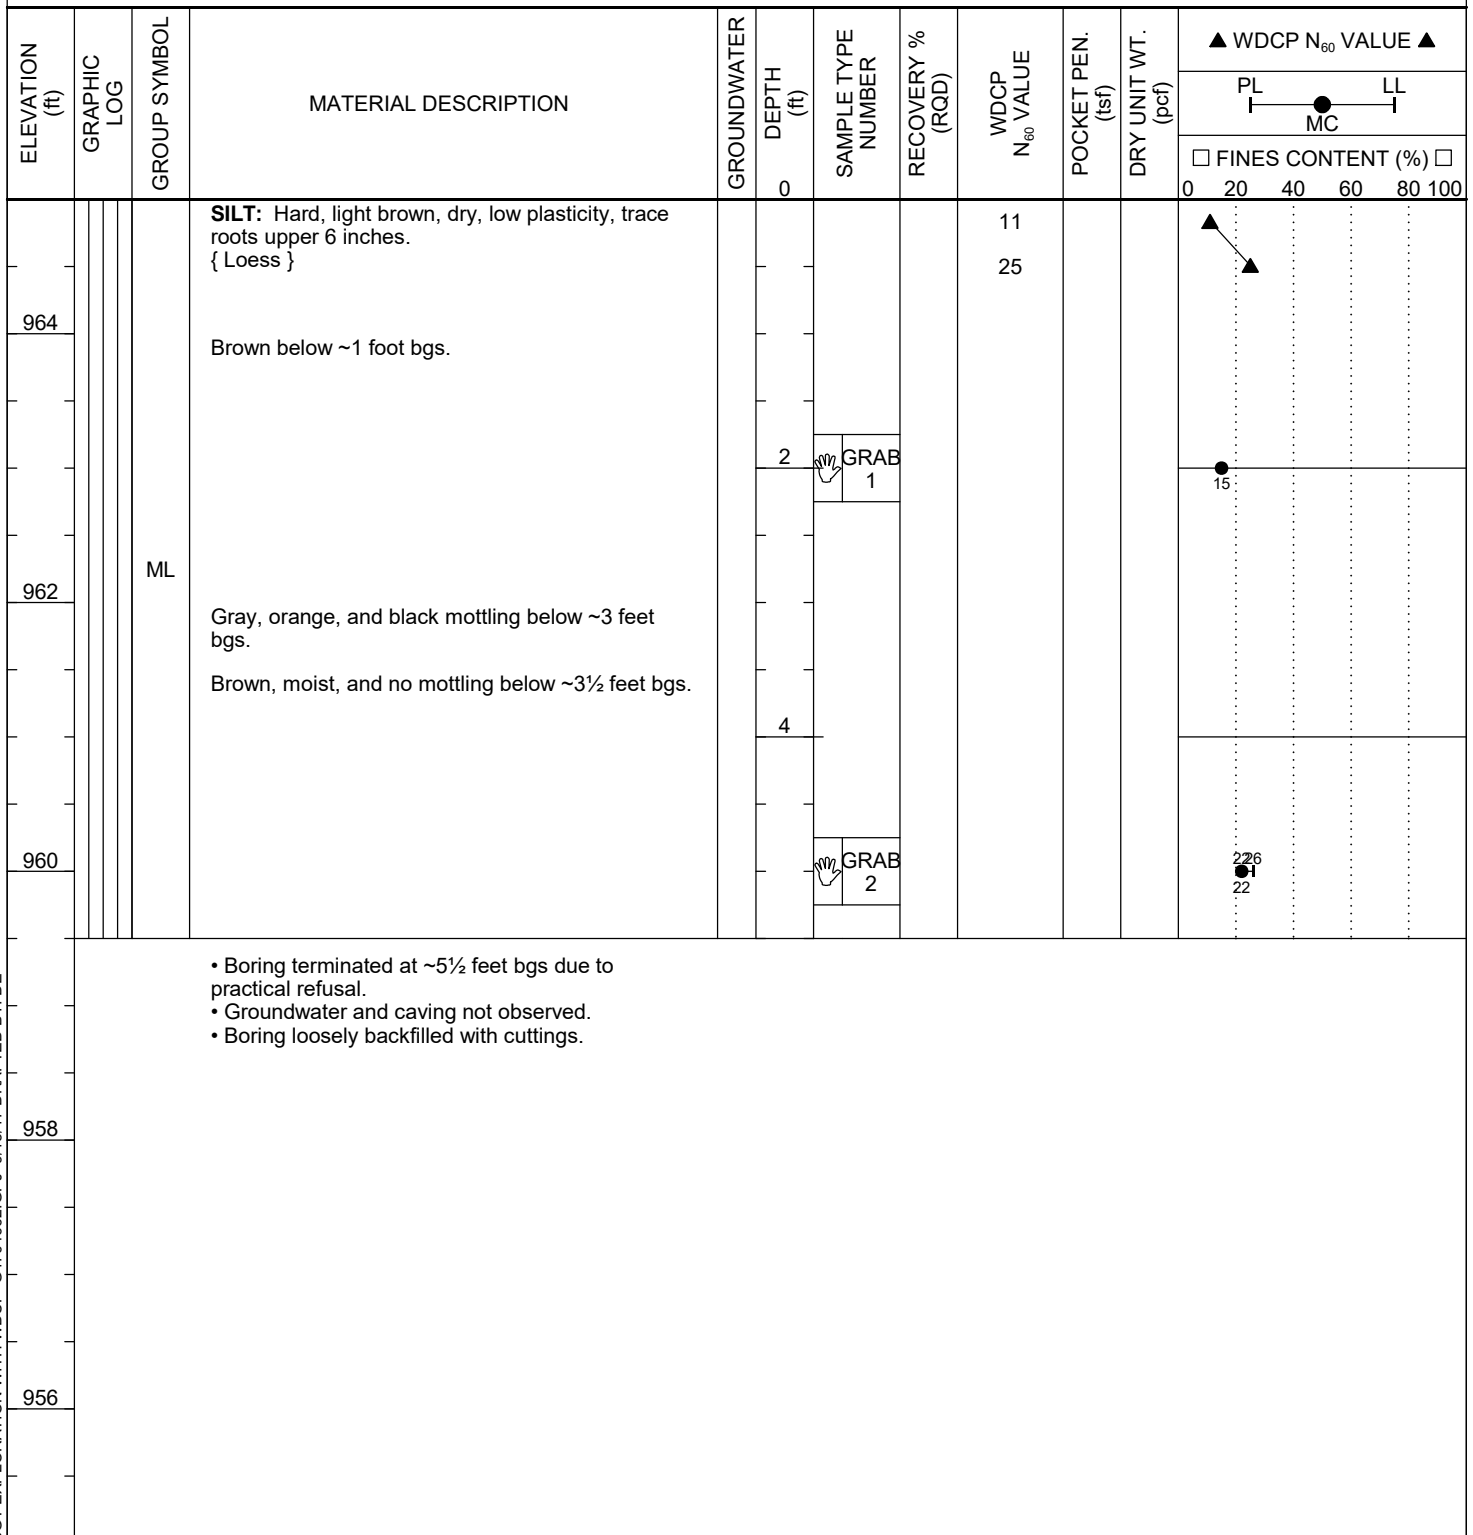 ELEVATION
(ft)
GRAPHIC
LOG
GROUP SYMBOL
MATERIAL DESCRIPTION
GROUNDWATER
DEPTH
(ft)
0
SAMPLE TYPE
NUMBER
RECOVERY %
(RQD)
WDCP
N60 VALUE
POCKET PEN.
(tsf)
DRY UNIT WT.
(pcf)
▲ WDCP N60 VALUE ▲
PL LL
MC
□ FINES CONTENT (%) □
0 20 40 60 80 100
SILT: Hard, light brown, dry, low plasticity, trace
roots upper 6 inches.
{ Loess }
11
25
964
Brown below ~1 foot bgs.
2
GRAB
1
15
ML
962
Gray, orange, and black mottling below ~3 feet
bgs.
Brown, moist, and no mottling below ~3½ feet bgs.
4
960
GRAB
2
22 26
22
• Boring terminated at ~5½ feet bgs due to
practical refusal.
• Groundwater and caving not observed.
• Boring loosely backfilled with cuttings.
958
956